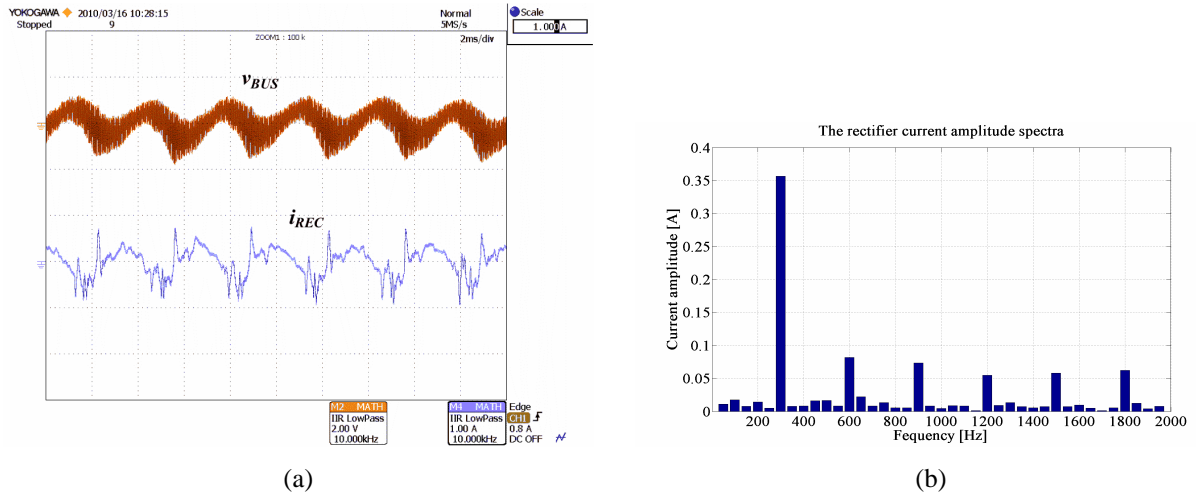 YOKOGAWA 2010/03/16 10:28:15
Stopped 9
Normal
5MS/s
2ms/div
Scale
1.000A
ZOOM1 : 100 k
vBUS
iREC
M2 MATH
IIR LowPass
2.00 V
10.000kHz
M4 MATH
IIR LowPass
1.00 A
10.000kHz
Edge
CH1
0.8 A
DC OFF
(a)
The rectifier current amplitude spectra
Current amplitude [A]
0.4
0.35
0.3
0.25
0.2
0.15
0.1
0.05
0
200 400 600 800 1000 1200 1400 1600 1800 2000
Fequency [Hz]
(b)